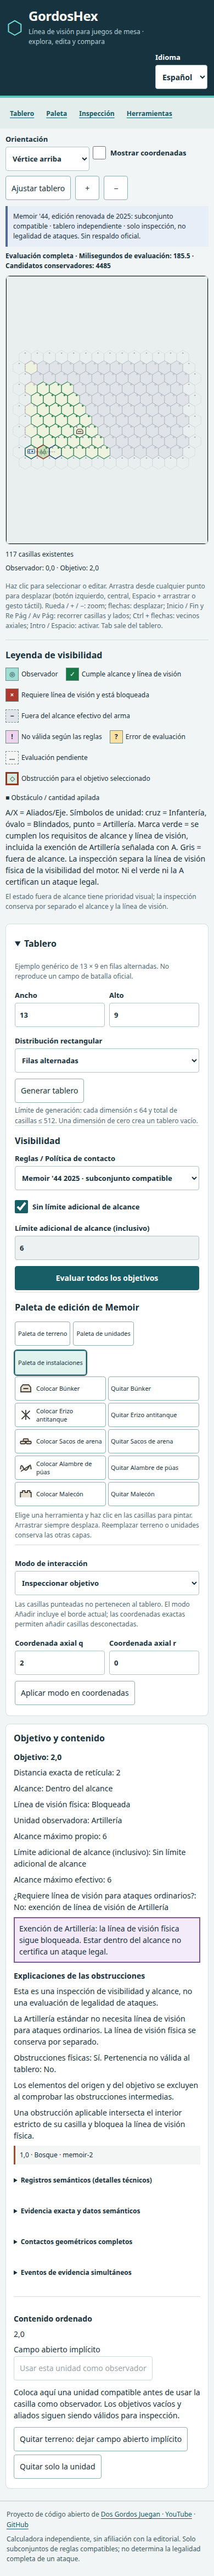 GordosHex
Línea de visión para juegos de mesa ·
explora, edita y compara
Idioma
Español
Tablero Paleta Inspección Herramientas
Orientación
Vértice arriba
Mostrar coordenadas
Ajustar tablero
+
−
Memoir '44, edición renovada de 2025: subconjunto
compatible · tablero independiente · solo inspección, no
legalidad de ataques. Sin respaldo oficial.
Evaluación completa · Milisegundos de evaluación: 185.5 ·
Candidatos conservadores: 4485
117 casillas existentes
Observador: 0,0 · Objetivo: 2,0
Haz clic para seleccionar o editar. Arrastra desde cualquier punto
para desplazar (botón izquierdo, central, Espacio + arrastrar o
gesto táctil). Rueda / + / −: zoom; flechas: desplazar; Inicio / Fin y
Re Pág / Av Pág: recorrer casillas y lados; Ctrl + flechas: vecinos
axiales; Intro / Espacio: activar. Tab sale del tablero.
Leyenda de visibilidad
◎ Observador
✓ Cumple alcance y línea de visión
× Requiere línea de visión y está bloqueada
− Fuera del alcance efectivo del arma
! No válida según las reglas
? Error de evaluación
… Evaluación pendiente
◇ Obstrucción para el objetivo seleccionado
■ Obstáculo / cantidad apilada
A/X = Aliados/Eje. Símbolos de unidad: cruz = Infantería,
óvalo = Blindados, punto = Artillería. Marca verde = se
cumplen los requisitos de alcance y línea de visión,
incluida la exención de Artillería señalada con A. Gris =
fuera de alcance. La inspección separa la línea de visión
física de la visibilidad del motor. Ni el verde ni la A
certifican un ataque legal.
El estado fuera de alcance tiene prioridad visual; la inspección
conserva por separado el alcance y la línea de visión.
▼ Tablero
Ejemplo genérico de 13 × 9 en filas alternadas. No
reproduce un campo de batalla oficial.
Ancho
Alto
13
9
Distribución rectangular
Filas alternadas
Generar tablero
Límite de generación: cada dimensión ≤ 64 y total de
casillas ≤ 512. Una dimensión de cero crea un tablero vacío.
Visibilidad
Reglas / Política de contacto
Memoir '44 2025 · subconjunto compatible
Sin límite adicional de alcance
Límite adicional de alcance (inclusivo)
6
Evaluar todos los objetivos
Paleta de edición de Memoir
Paleta de terreno
Paleta de unidades
Paleta de instalaciones
Colocar Búnker
Quitar Búnker
Colocar Erizo
antitanque
Quitar Erizo antitanque
Colocar Sacos de arena
Quitar Sacos de arena
Colocar Alambre de
púas
Quitar Alambre de púas
Colocar Malecón
Quitar Malecón
Elige una herramienta y haz clic en las casillas para pintar.
Arrastrar siempre desplaza. Reemplazar terreno o unidades
conserva las otras capas.
Modo de interacción
Inspeccionar objetivo
Las casillas punteadas no pertenecen al tablero. El modo
Añadir incluye el borde actual; las coordenadas exactas
permiten añadir casillas desconectadas.
Coordenada axial q
Coordenada axial r
2
0
Aplicar modo en coordenadas
Objetivo y contenido
Objetivo: 2,0
Distancia exacta de retícula: 2
Alcance: Dentro del alcance
Línea de visión física: Bloqueada
Unidad observadora: Artillería
Alcance máximo propio: 6
Límite adicional de alcance (inclusivo): Sin límite
adicional de alcance
Alcance máximo efectivo: 6
¿Requiere línea de visión para ataques ordinarios?:
No: exención de línea de visión de Artillería
Exención de Artillería: la línea de visión física
sigue bloqueada. Estar dentro del alcance no
certifica un ataque legal.
Explicaciones de las obstrucciones
Esta es una inspección de visibilidad y alcance, no
una evaluación de legalidad de ataques.
La Artillería estándar no necesita línea de visión
para ataques ordinarios. La línea de visión física se
conserva por separado.
Obstrucciones físicas: Sí. Pertenencia no válida al
tablero: No.
Los elementos del origen y del objetivo se excluyen
al comprobar las obstrucciones intermedias.
Una obstrucción aplicable intersecta el interior
estricto de su casilla y bloquea la línea de visión
física.
1,0 · Bosque · memoir-2
▶ Registros semánticos (detalles técnicos)
▶ Evidencia exacta y datos semánticos
▶ Contactos geométricos completos
▶ Eventos de evidencia simultáneos
Contenido ordenado
2,0
Campo abierto implícito
Usar esta unidad como observador
Coloca aquí una unidad compatible antes de usar la
casilla como observador. Los objetivos vacíos y
aliados siguen siendo válidos para inspección.
Quitar terreno: dejar campo abierto implícito
Quitar solo la unidad
Proyecto de código abierto de Dos Gordos Juegan · YouTube ·
GitHub
Calculadora independiente, sin afiliación con la editorial. Solo
subconjuntos de reglas compatibles; no determina la legalidad
completa de un ataque.